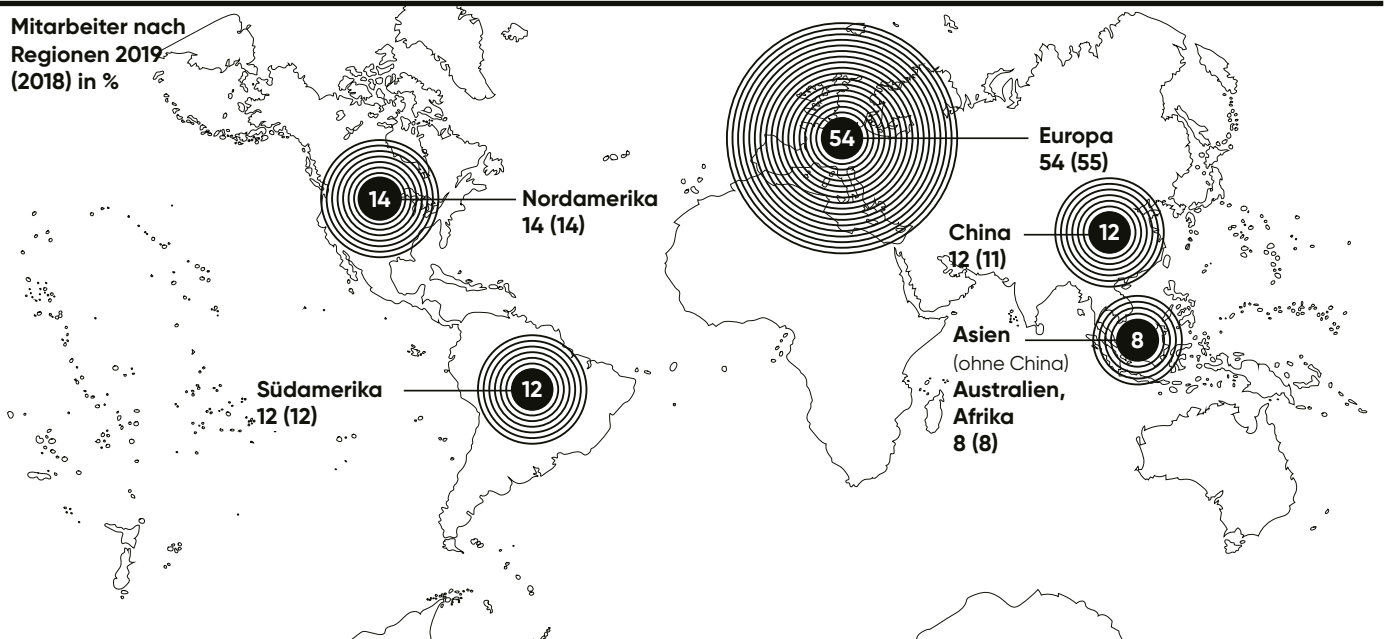 Mitarbeiter nach
Regionen 2019
(2018) in %
54
Europa
54 (55)
14
Nordamerika
14 (14)
China
12 (11)
12
Asien
(ohne China)
Australien,
Afrika
8 (8)
8
Südamerika
12 (12)
12